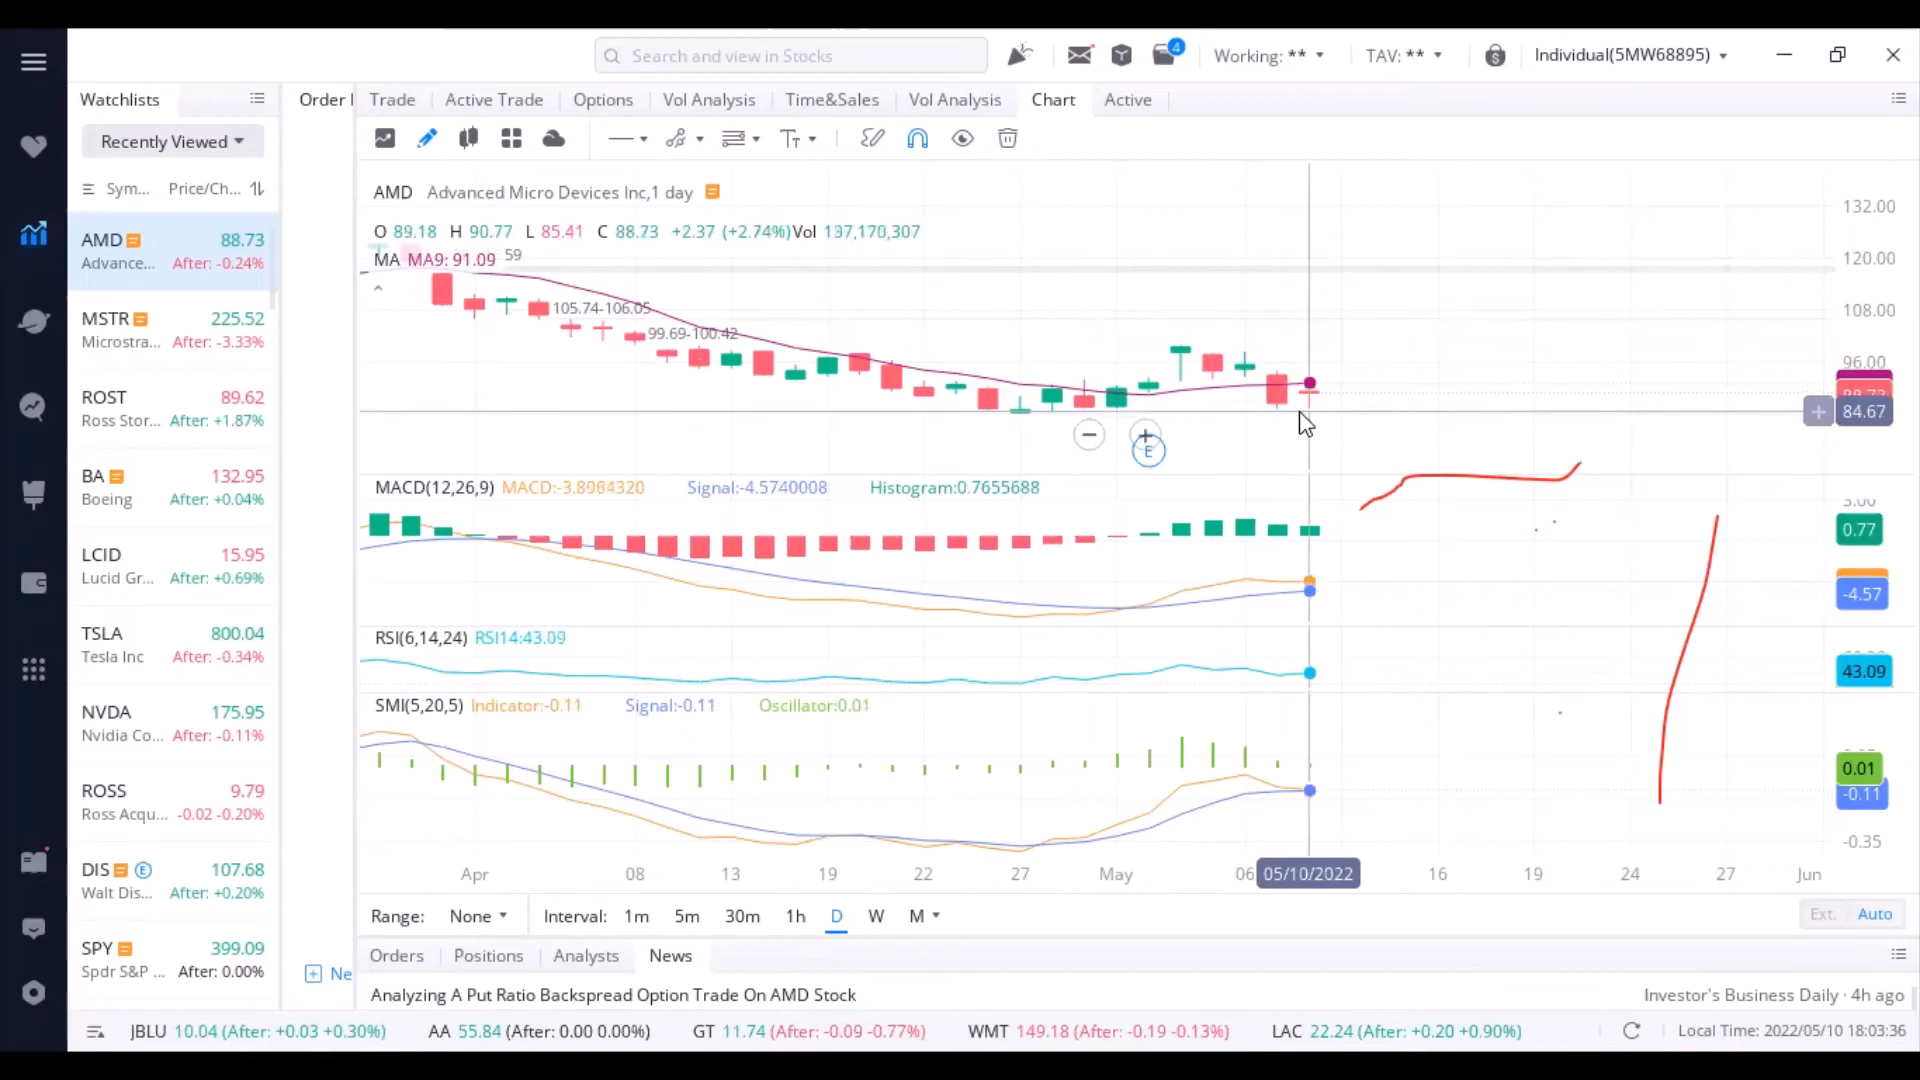 Search and view in Stocks
4
Working: **
TAV: **
Individual(5MW68895)
Watchlists
Order
Trade
Active Trade
Options
Vol Analysis
Time&Sales
Vol Analysis
Chart
Active
Recently Viewed
Sym... Price/Ch...
AMD 88.73
Advance... After: -0.24%
MSTR 225.52
Microstra... After: -3.33%
ROST 89.62
Ross Stor... After: +1.87%
BA 132.95
Boeing After: +0.04%
LCID 15.95
Lucid Gr... After: +0.69%
TSLA 800.04
Tesla Inc After: -0.34%
NVDA 175.95
Nvidia Co... After: -0.11%
ROSS 9.79
Ross Acqu... -0.02 -0.20%
DIS E 107.68
Walt Dis... After: +0.20%
SPY 399.09
Spdr S&P ... After: 0.00%
Ne
AMD Advanced Micro Devices Inc,1 day
O 89.18 H 90.77 L 85.41 C 88.73 +2.37 (+2.74%) Vol 137,170,307
MA MA9: 91.09 59
105.74-106.05
99.69-100.42
E
132.00
120.00
108.00
96.00
84.67
MACD(12,26,9) MACD:-3.8984320 Signal:-4.5740008 Histogram:0.7655688
3.00
0.77
-4.57
RSI(6,14,24) RSI14:43.09
43.09
SMI(5,20,5) Indicator:-0.11 Signal:-0.11 Oscillator:0.01
0.01
-0.11
-0.35
Apr 08 13 19 22 27 May 06 05/10/2022 16 19 24 27 Jun
Range: None Interval: 1m 5m 30m 1h D W M Ext. Auto
Orders Positions Analysts News
Analyzing A Put Ratio Backspread Option Trade On AMD Stock Investor's Business Daily · 4h ago
JBLU 10.04 (After: +0.03 +0.30%) AA 55.84 (After: 0.00 0.00%) GT 11.74 (After: -0.09 -0.77%) WMT 149.18 (After: -0.19 -0.13%) LAC 22.24 (After: +0.20 +0.90%) Local Time: 2022/05/10 18:03:36